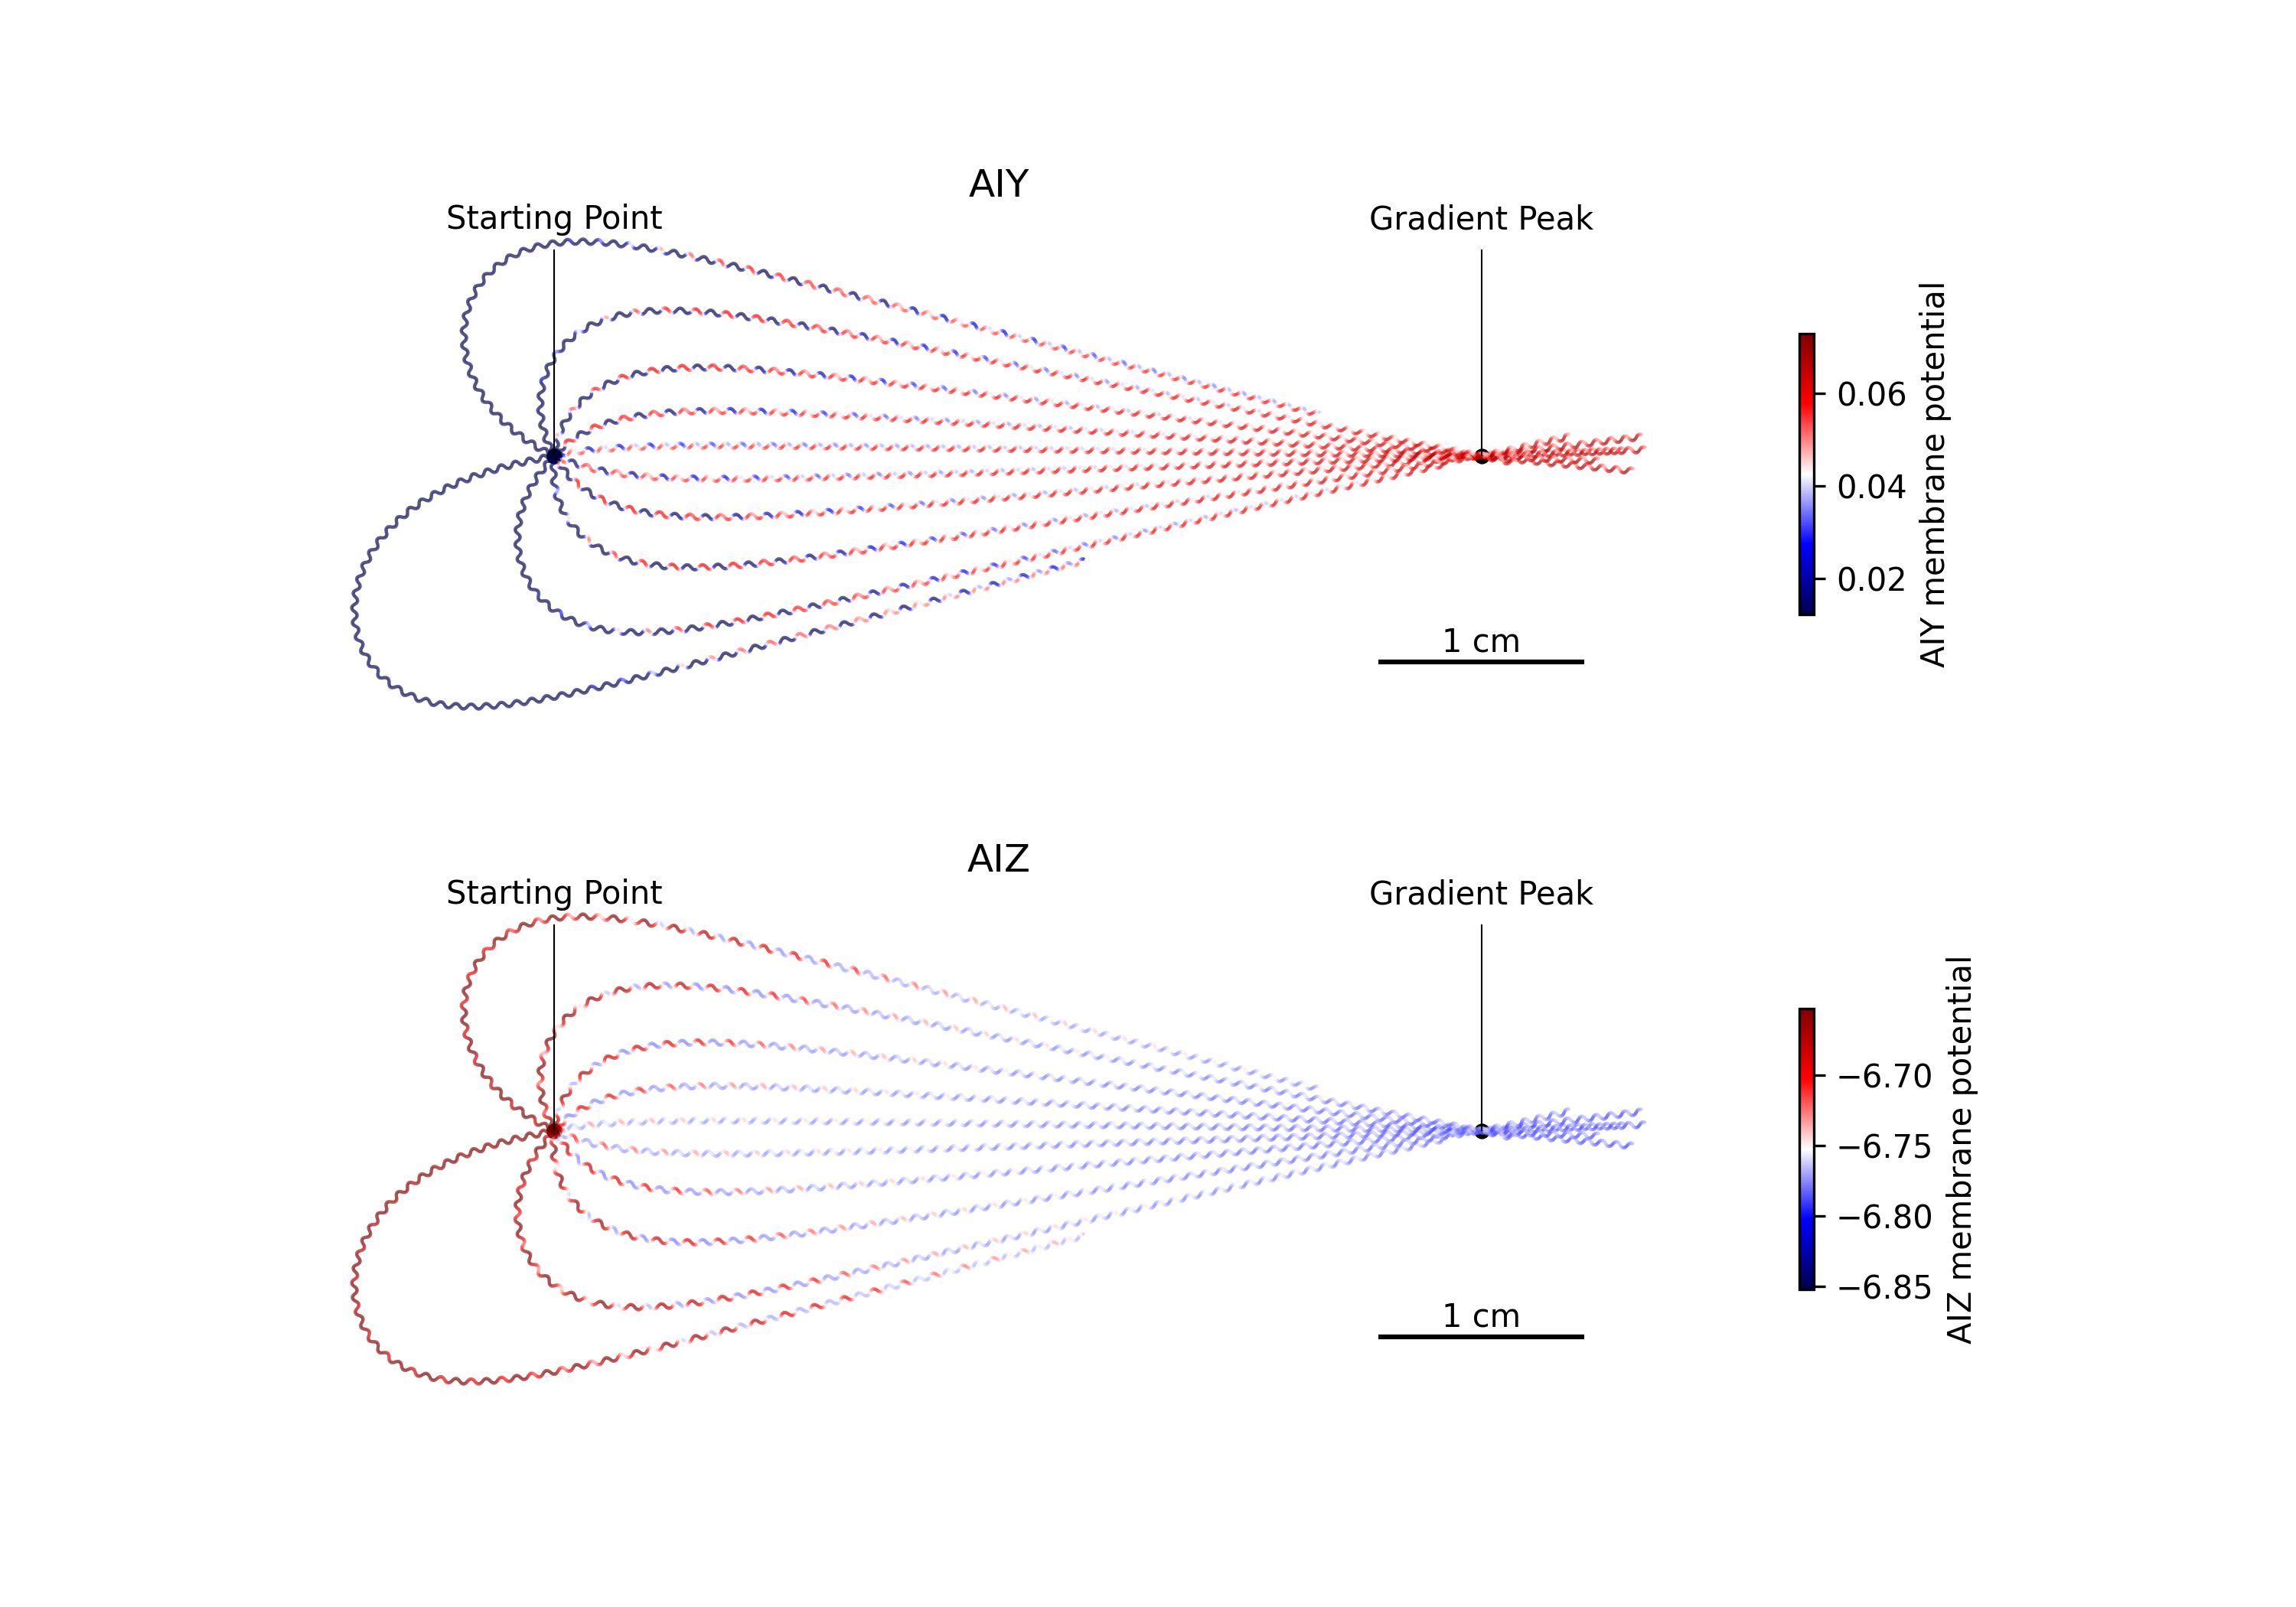 AIY
Starting Point
Gradient Peak
0.06
0.04
0.02
AIY membrane potential
1 cm
AIZ
Starting Point
Gradient Peak
−6.70
−6.75
−6.80
−6.85
AIZ membrane potential
1 cm